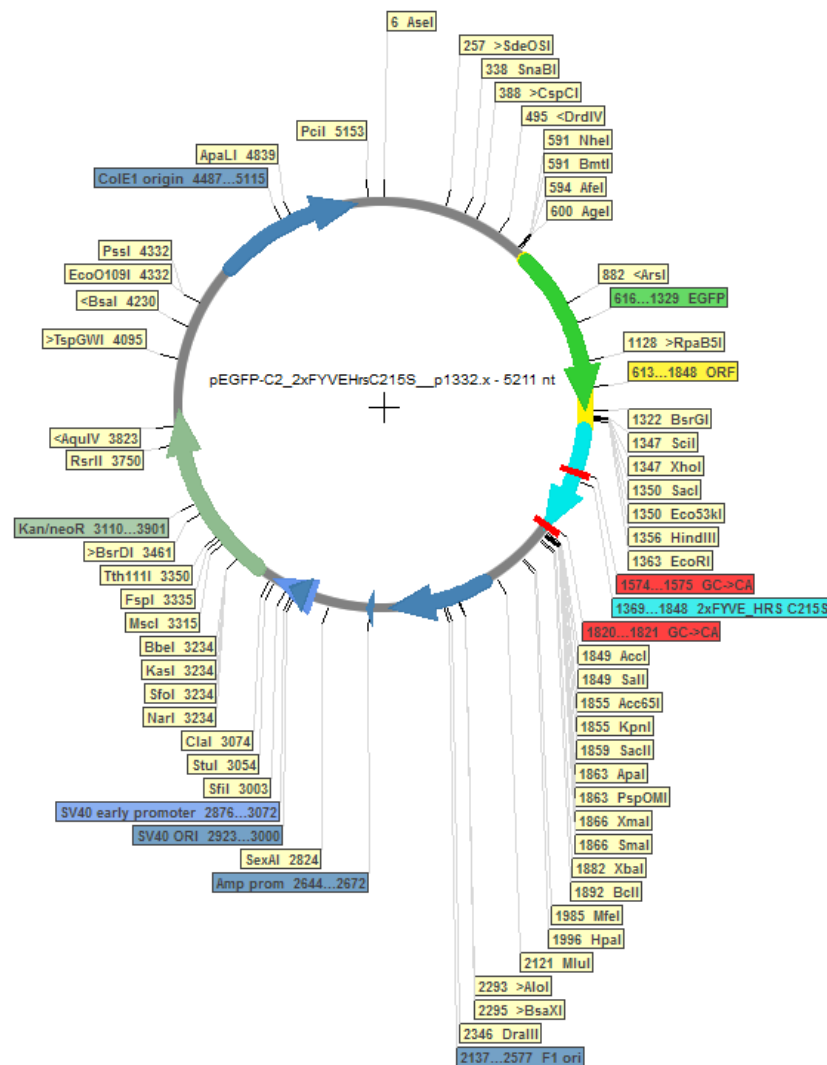 6 AseI
257 >SdeOSI
338 SnaBI
388 >CspCI
495 <DrdIV
591 NheI
591 BmtI
594 AfeI
600 AgeI
882 <ArsI
616...1329 EGFP
1128 >RpaB5I
613...1848 ORF
1322 BsrGI
1347 SciI
1347 XhoI
1350 SacI
1350 Eco53kI
1356 HindIII
1363 EcoRI
1574...1575 GC->CA
1369...1848 2xFYVE_HRS C215S
1820...1821 GC->CA
1849 AccI
1849 SalI
1855 Acc65I
1855 KpnI
1859 SacII
1863 ApaI
1863 PspOMI
1866 XmaI
1866 SmaI
1882 XbaI
1892 BclI
1985 MfeI
1996 HpaI
2121 MluI
2293 >AloI
2295 >BsaXI
2346 DraIII
2137...2577 F1 ori
Amp prom 2644...2672
SexAI 2824
SV40 ORI 2923...3000
SV40 early promoter 2876...3072
SfiI 3003
StuI 3054
ClaI 3074
NarI 3234
SfoI 3234
KasI 3234
BbeI 3234
MscI 3315
FspI 3335
Tth111I 3350
>BsrDI 3461
Kan/neoR 3110...3901
RsrII 3750
<AquIV 3823
>TspGWI 4095
<BsaI 4230
EcoO109I 4332
PssI 4332
ColE1 origin 4487...5115
ApaLI 4839
PciI 5153
pEGFP-C2_2xFYVEHrsC215S__p1332.x - 5211 nt